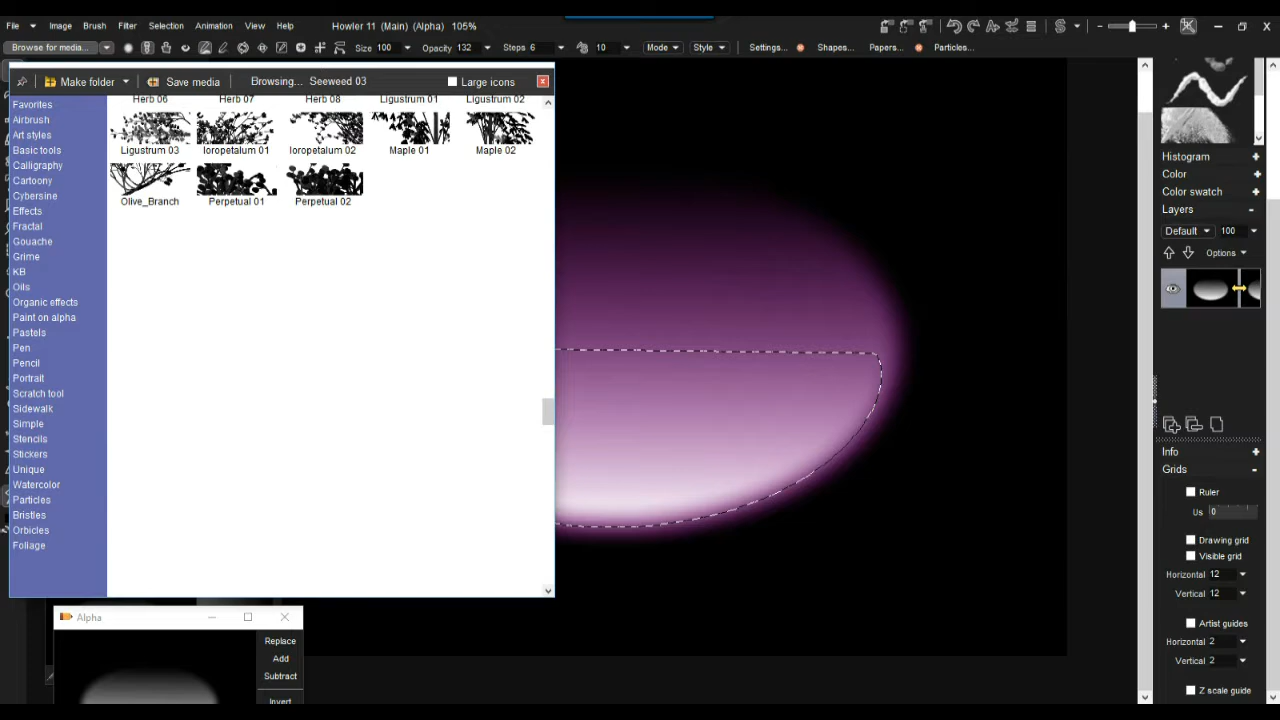 File Image Brush Filter Selection Animation View Help Howler 11 (Main) (Alpha) 105%
Browse for media... Size 100 Opacity 132 Steps 6 10 Mode Style Settings... Shapes... Papers... Particles...
Make folder Save media Browsing... Seeweed 03 Large icons
Favorites
Airbrush
Art styles
Basic tools
Calligraphy
Cartoony
Cybersine
Effects
Fractal
Gouache
Grime
KB
Oils
Organic effects
Paint on alpha
Pastels
Pen
Pencil
Portrait
Scratch tool
Sidewalk
Simple
Stencils
Stickers
Unique
Watercolor
Particles
Bristles
Orbicles
Foliage
Herb 06 Herb 07 Herb 08 Ligustrum 01 Ligustrum 02
Ligustrum 03 loropetalum 01 loropetalum 02 Maple 01 Maple 02
Olive_Branch Perpetual 01 Perpetual 02
Alpha
Replace
Add
Subtract
Invert
Histogram
Color
Color swatch
Layers
Default 100
Options
Info
Grids
Ruler
Us 0
Drawing grid
Visible grid
Horizontal 12
Vertical 12
Artist guides
Horizontal 2
Vertical 2
Z scale guide